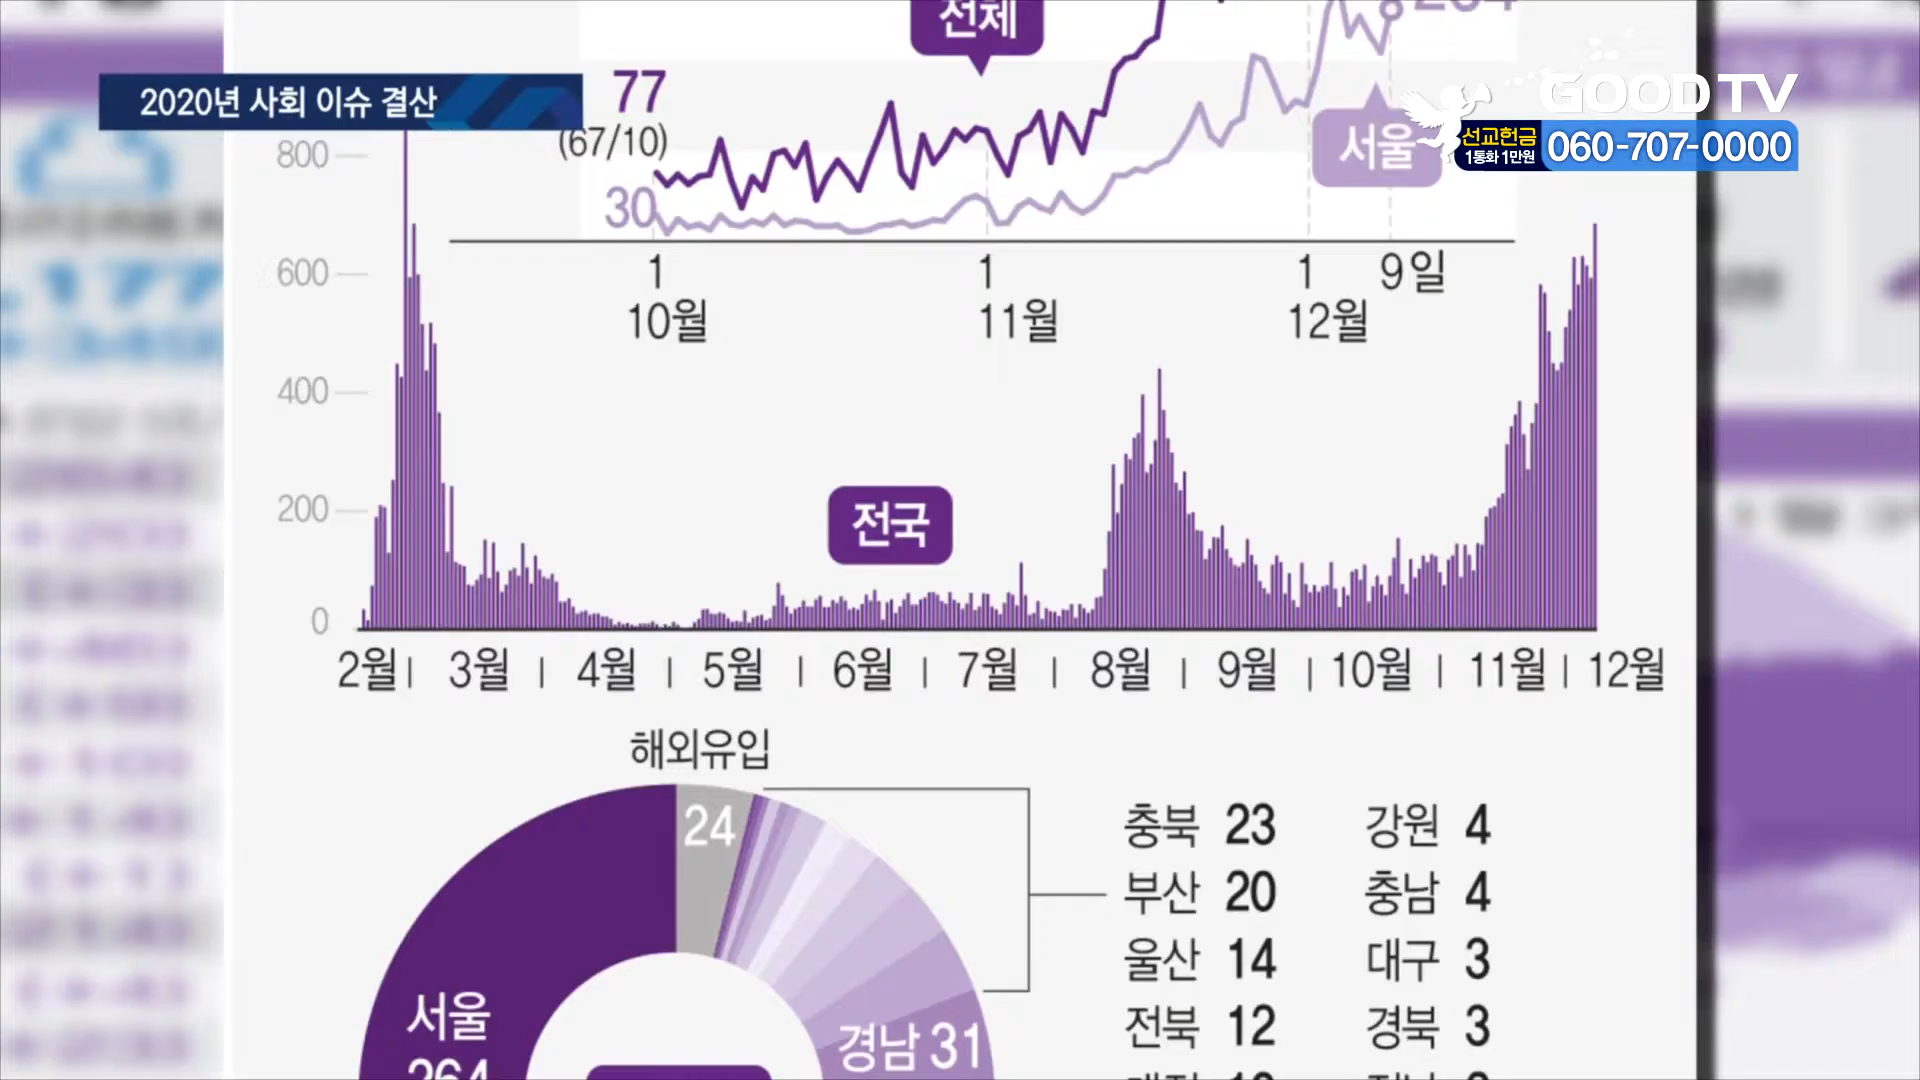 전체
2020년 사회 이슈 결산
GOODTV
선교헌금
1통화 1만원
060-707-0000
77
(67/10)
30
서울
1 1 1 9일
10월 11월 12월
800
600
400
200
0
전국
2월 3월 4월 5월 6월 7월 8월 9월 10월 11월 12월
해외유입
24
서울
264
경남 31
충북 23 강원 4
부산 20 충남 4
울산 14 대구 3
전북 12 경북 3